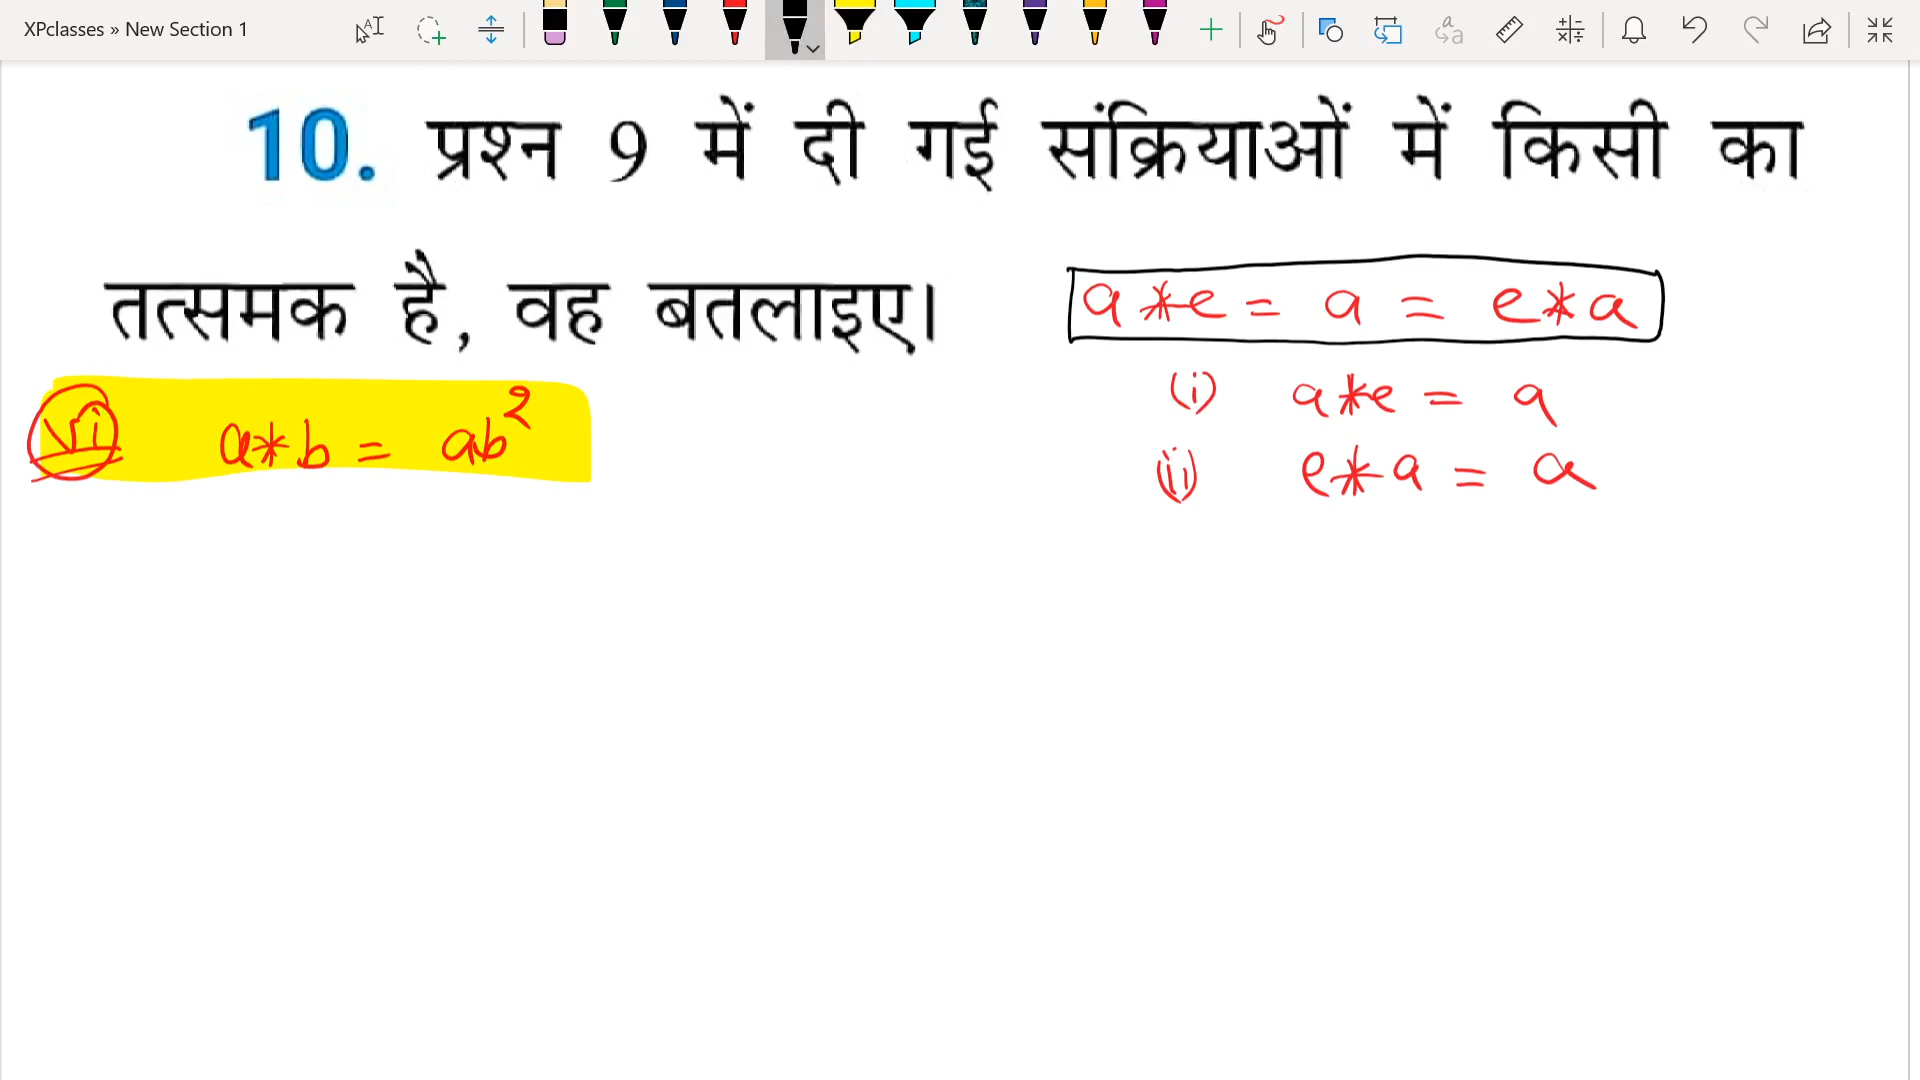 XPclasses » New Section 1
10. प्रश्न 9 में दी गई संक्रियाओं में किसी का
तत्समक है, वह बतलाइए।
a*e = a = e*a
(i) a*e = a
vi a*b = ab²
(ii) e*a = a